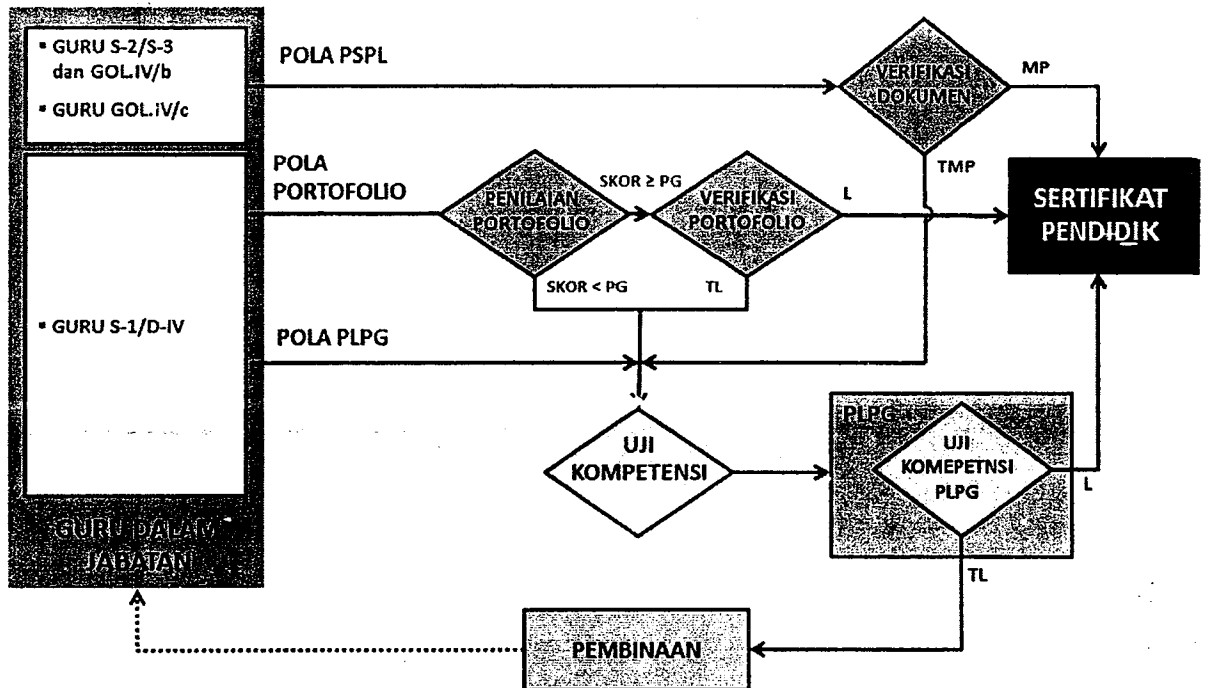 ▪ GURU S-2/S-3
dan GOL.IV/b
▪ GURU GOL.IV/c
POLA PSPL
VERIFIKASI
DOKUMEN
MP
TMP
POLA
PORTOFOLIO
PENILAIAN
PORTOFOLIO
SKOR ≥ PG
VERIFIKASI
PORTOFOLIO
L
SERTIFIKAT
PENDIDIK
SKOR < PG
TL
▪ GURU S-1/D-IV
POLA PLPG
UJI
KOMPETENSI
PLPG
UJI
KOMEPETNSI
PLPG
L
TL
GURU DALAM
JABATAN
PEMBINAAN